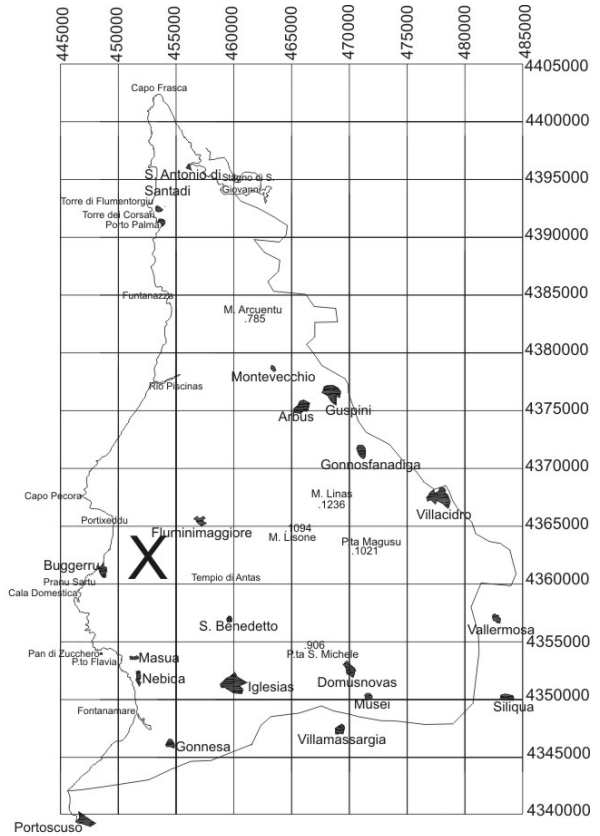 445000 450000 455000 460000 465000 470000 475000 480000 485000
4405000
Capo Frasca
4400000
S. Antonio di
Santadi
Stagno di S.
Giovanni
4395000
Torre di Flumentorgiu
Torre dei Corsari
Porto Palma
4390000
Funtanazza
4385000
M. Arcuentu
.785
4380000
Montevecchio
Rio Piscinas
4375000
Arbus
Guspini
Gonnosfanadiga
4370000
Capo Pecora
M. Linas
.1236
Villacidro
Portixeddu
4365000
Fluminimaggiore
1094
M. Lisone
P.ta Magusu
.1021
X
Buggerru
4360000
Pranu Sartu
Tempio di Antas
Cala Domestica
S. Benedetto
Vallermosa
4355000
.906
P.ta S. Michele
Pan di Zucchero
P.to Flavia
Masua
Nebida
Iglesias
Domusnovas
4350000
Musei
Siliqua
Fontanamare
Gonnesa
Villamassargia
4345000
4340000
Portoscuso